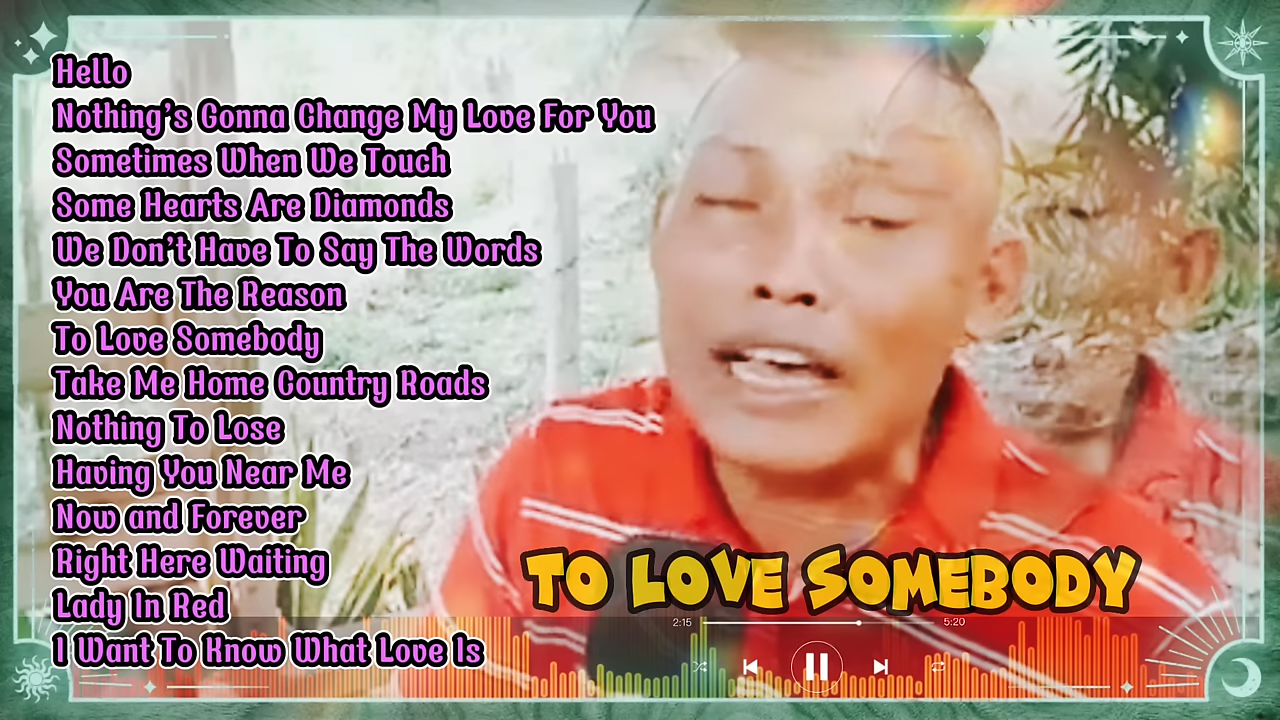 Hello
Nothing's Gonna Change My Love For You
Sometimes When We Touch
Some Hearts Are Diamonds
We Don't Have To Say The Words
You Are The Reason
To Love Somebody
Take Me Home Country Roads
Nothing To Lose
Having You Near Me
Now and Forever
Right Here Waiting
Lady In Red
I Want To Know What Love Is
TO LOVE SOMEBODY
2:15 5:20